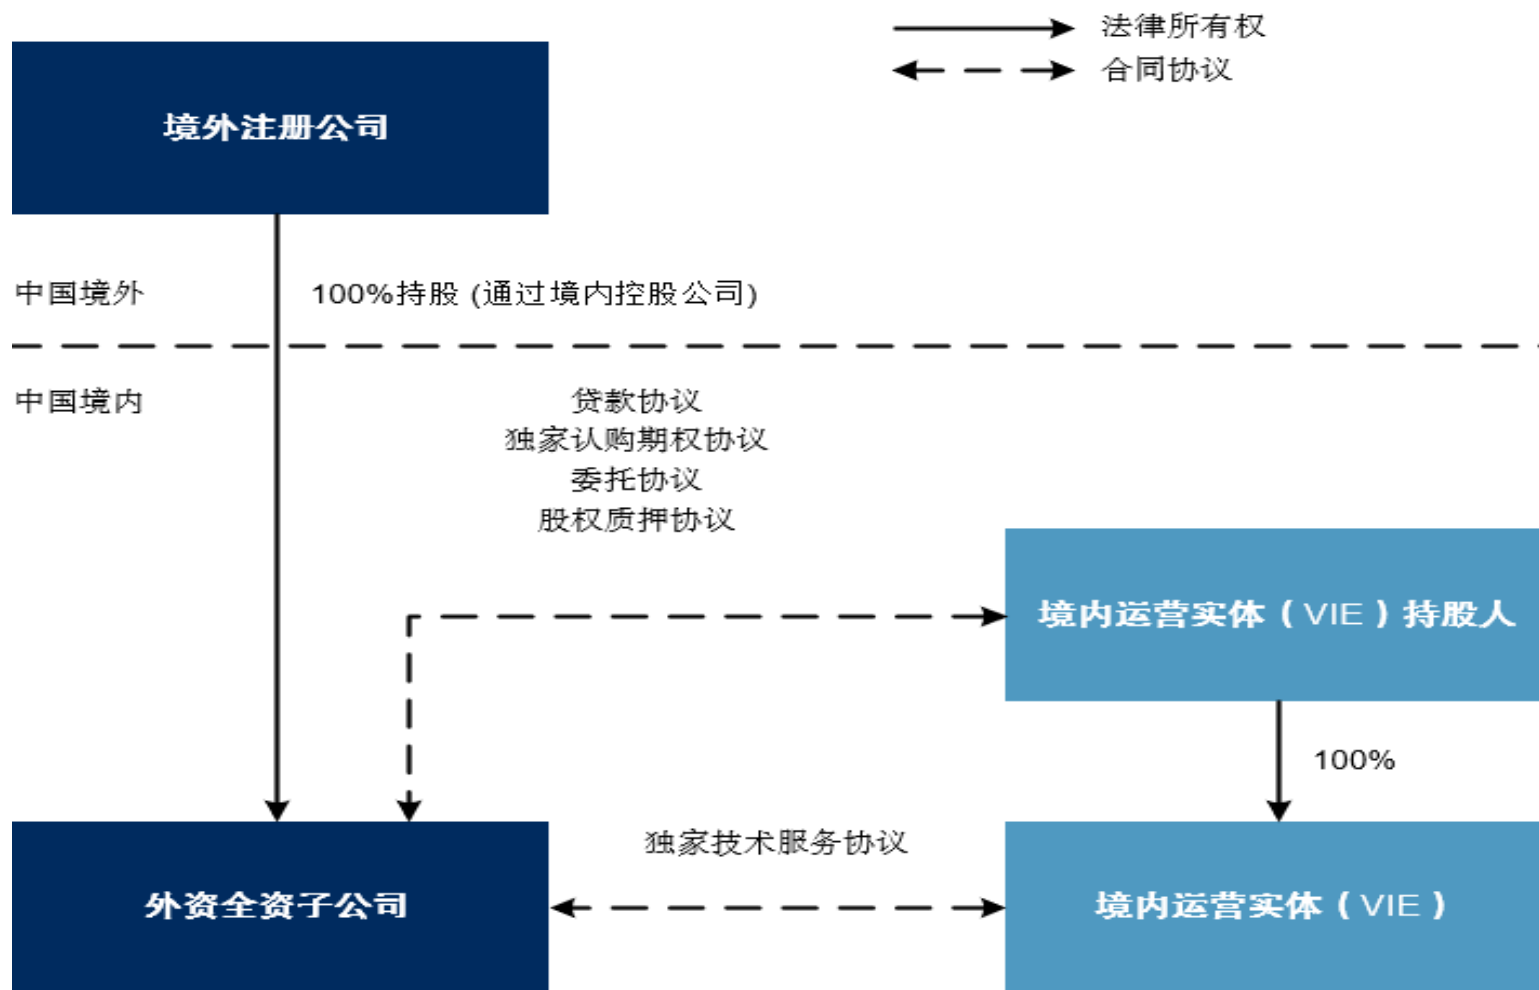 法律所有权
合同协议
境外注册公司
中国境外
100%持股 (通过境内控股公司)
中国境内
贷款协议
独家认购期权协议
委托协议
股权质押协议
境内运营实体（VIE）持股人
100%
独家技术服务协议
外资全资子公司
境内运营实体（VIE）